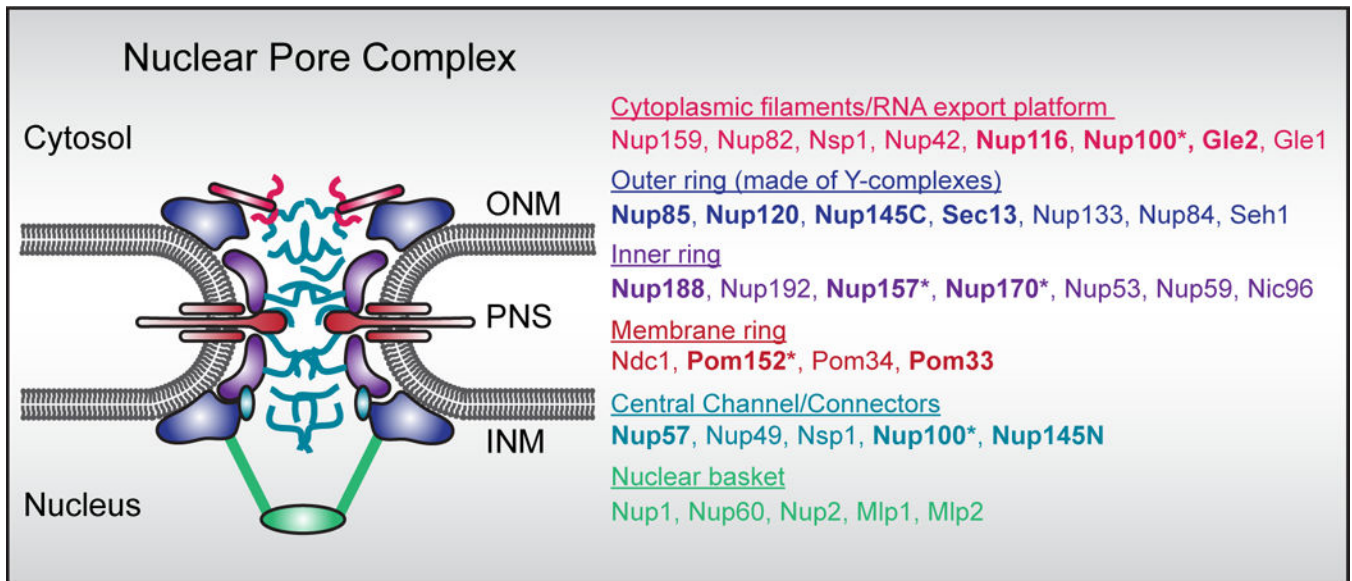 Nuclear Pore Complex
Cytosol
ONM
PNS
INM
Nucleus
Cytoplasmic filaments/RNA export platform
Nup159, Nup82, Nsp1, Nup42, Nup116, Nup100*, Gle2, Gle1
Outer ring (made of Y-complexes)
Nup85, Nup120, Nup145C, Sec13, Nup133, Nup84, Seh1
Inner ring
Nup188, Nup192, Nup157*, Nup170*, Nup53, Nup59, Nic96
Membrane ring
Ndc1, Pom152*, Pom34, Pom33
Central Channel/Connectors
Nup57, Nup49, Nsp1, Nup100*, Nup145N
Nuclear basket
Nup1, Nup60, Nup2, Mlp1, Mlp2